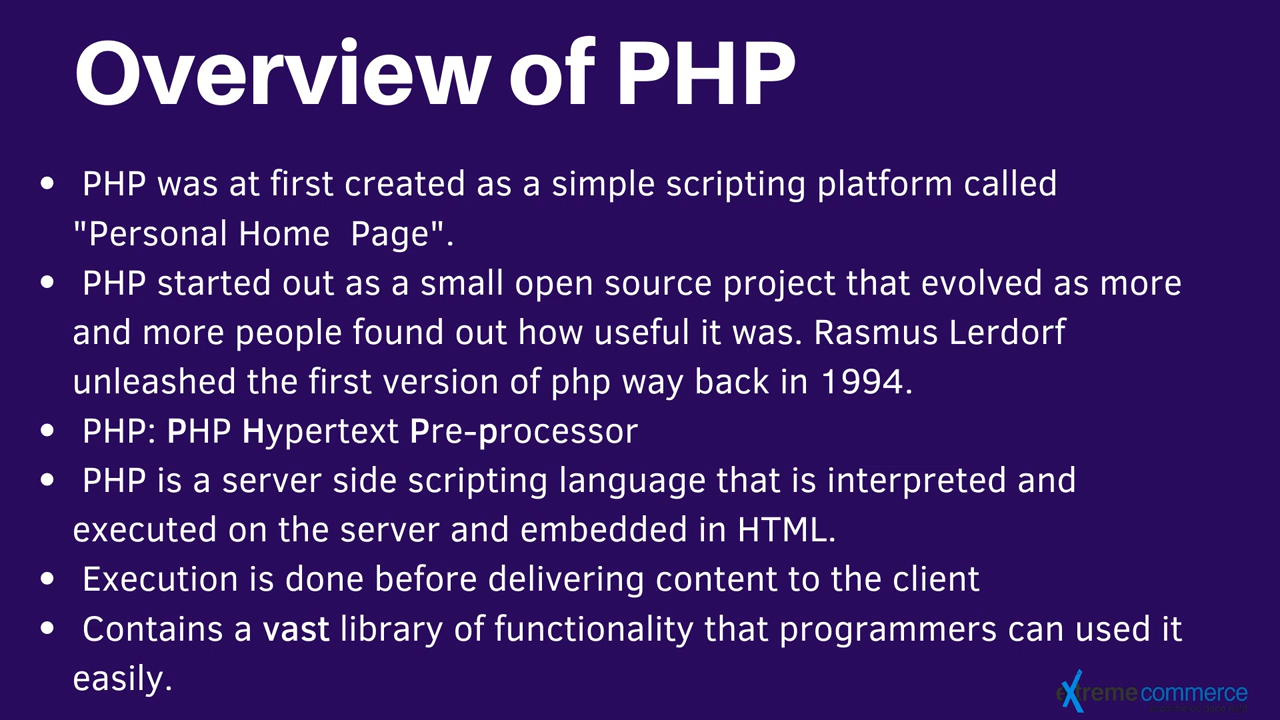 Overview of PHP
• PHP was at first created as a simple scripting platform called
"Personal Home  Page".
• PHP started out as a small open source project that evolved as more
and more people found out how useful it was. Rasmus Lerdorf
unleashed the first version of php way back in 1994.
• PHP: PHP Hypertext Pre-processor
• PHP is a server side scripting language that is interpreted and
executed on the server and embedded in HTML.
• Execution is done before delivering content to the client
• Contains a vast library of functionality that programmers can used it
easily.
extreme commerce